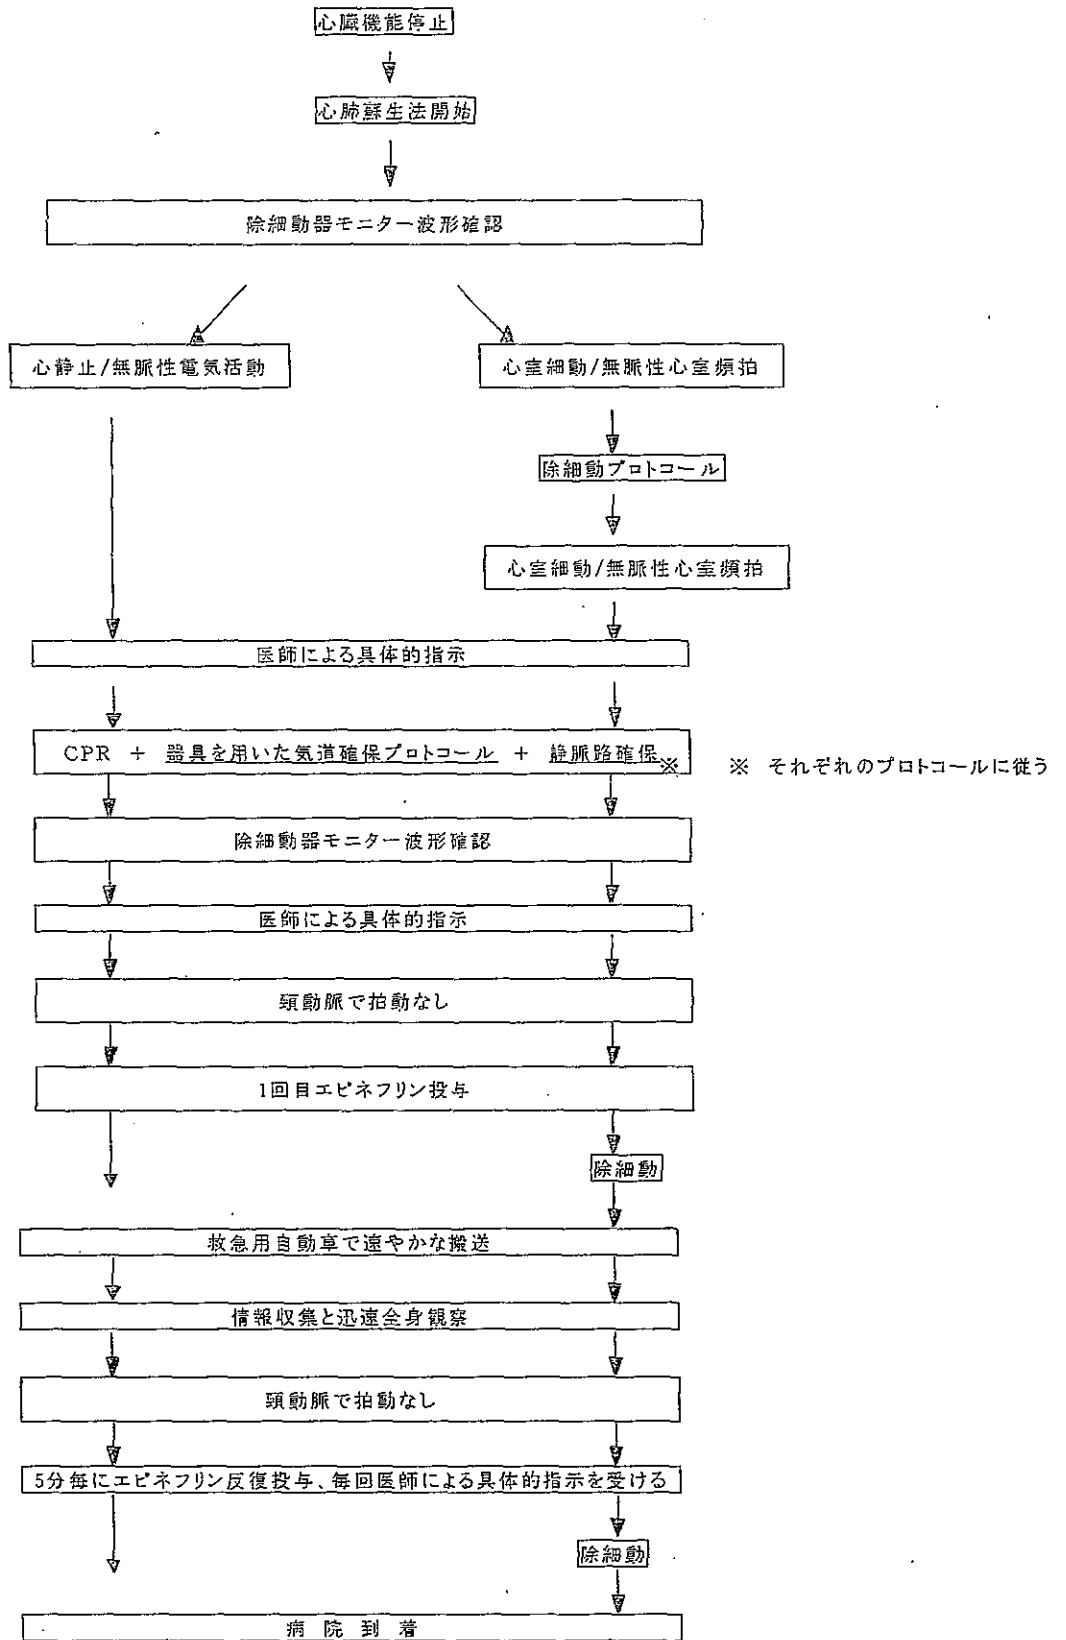 心臓機能停止
心肺蘇生法開始
除細動器モニター波形確認
心静止/無脈性電気活動
心室細動/無脈性心室頻拍
除細動プロトコール
心室細動/無脈性心室頻拍
医師による具体的指示
CPR + 器具を用いた気道確保プロトコール + 静脈路確保※
※ それぞれのプロトコールに従う
除細動器モニター波形確認
医師による具体的指示
頸動脈で拍動なし
1回目エピネフリン投与
除細動
救急用自動車で速やかな搬送
情報収集と迅速全身観察
頸動脈で拍動なし
5分毎にエピネフリン反復投与、毎回医師による具体的指示を受ける
除細動
病 院 到 着